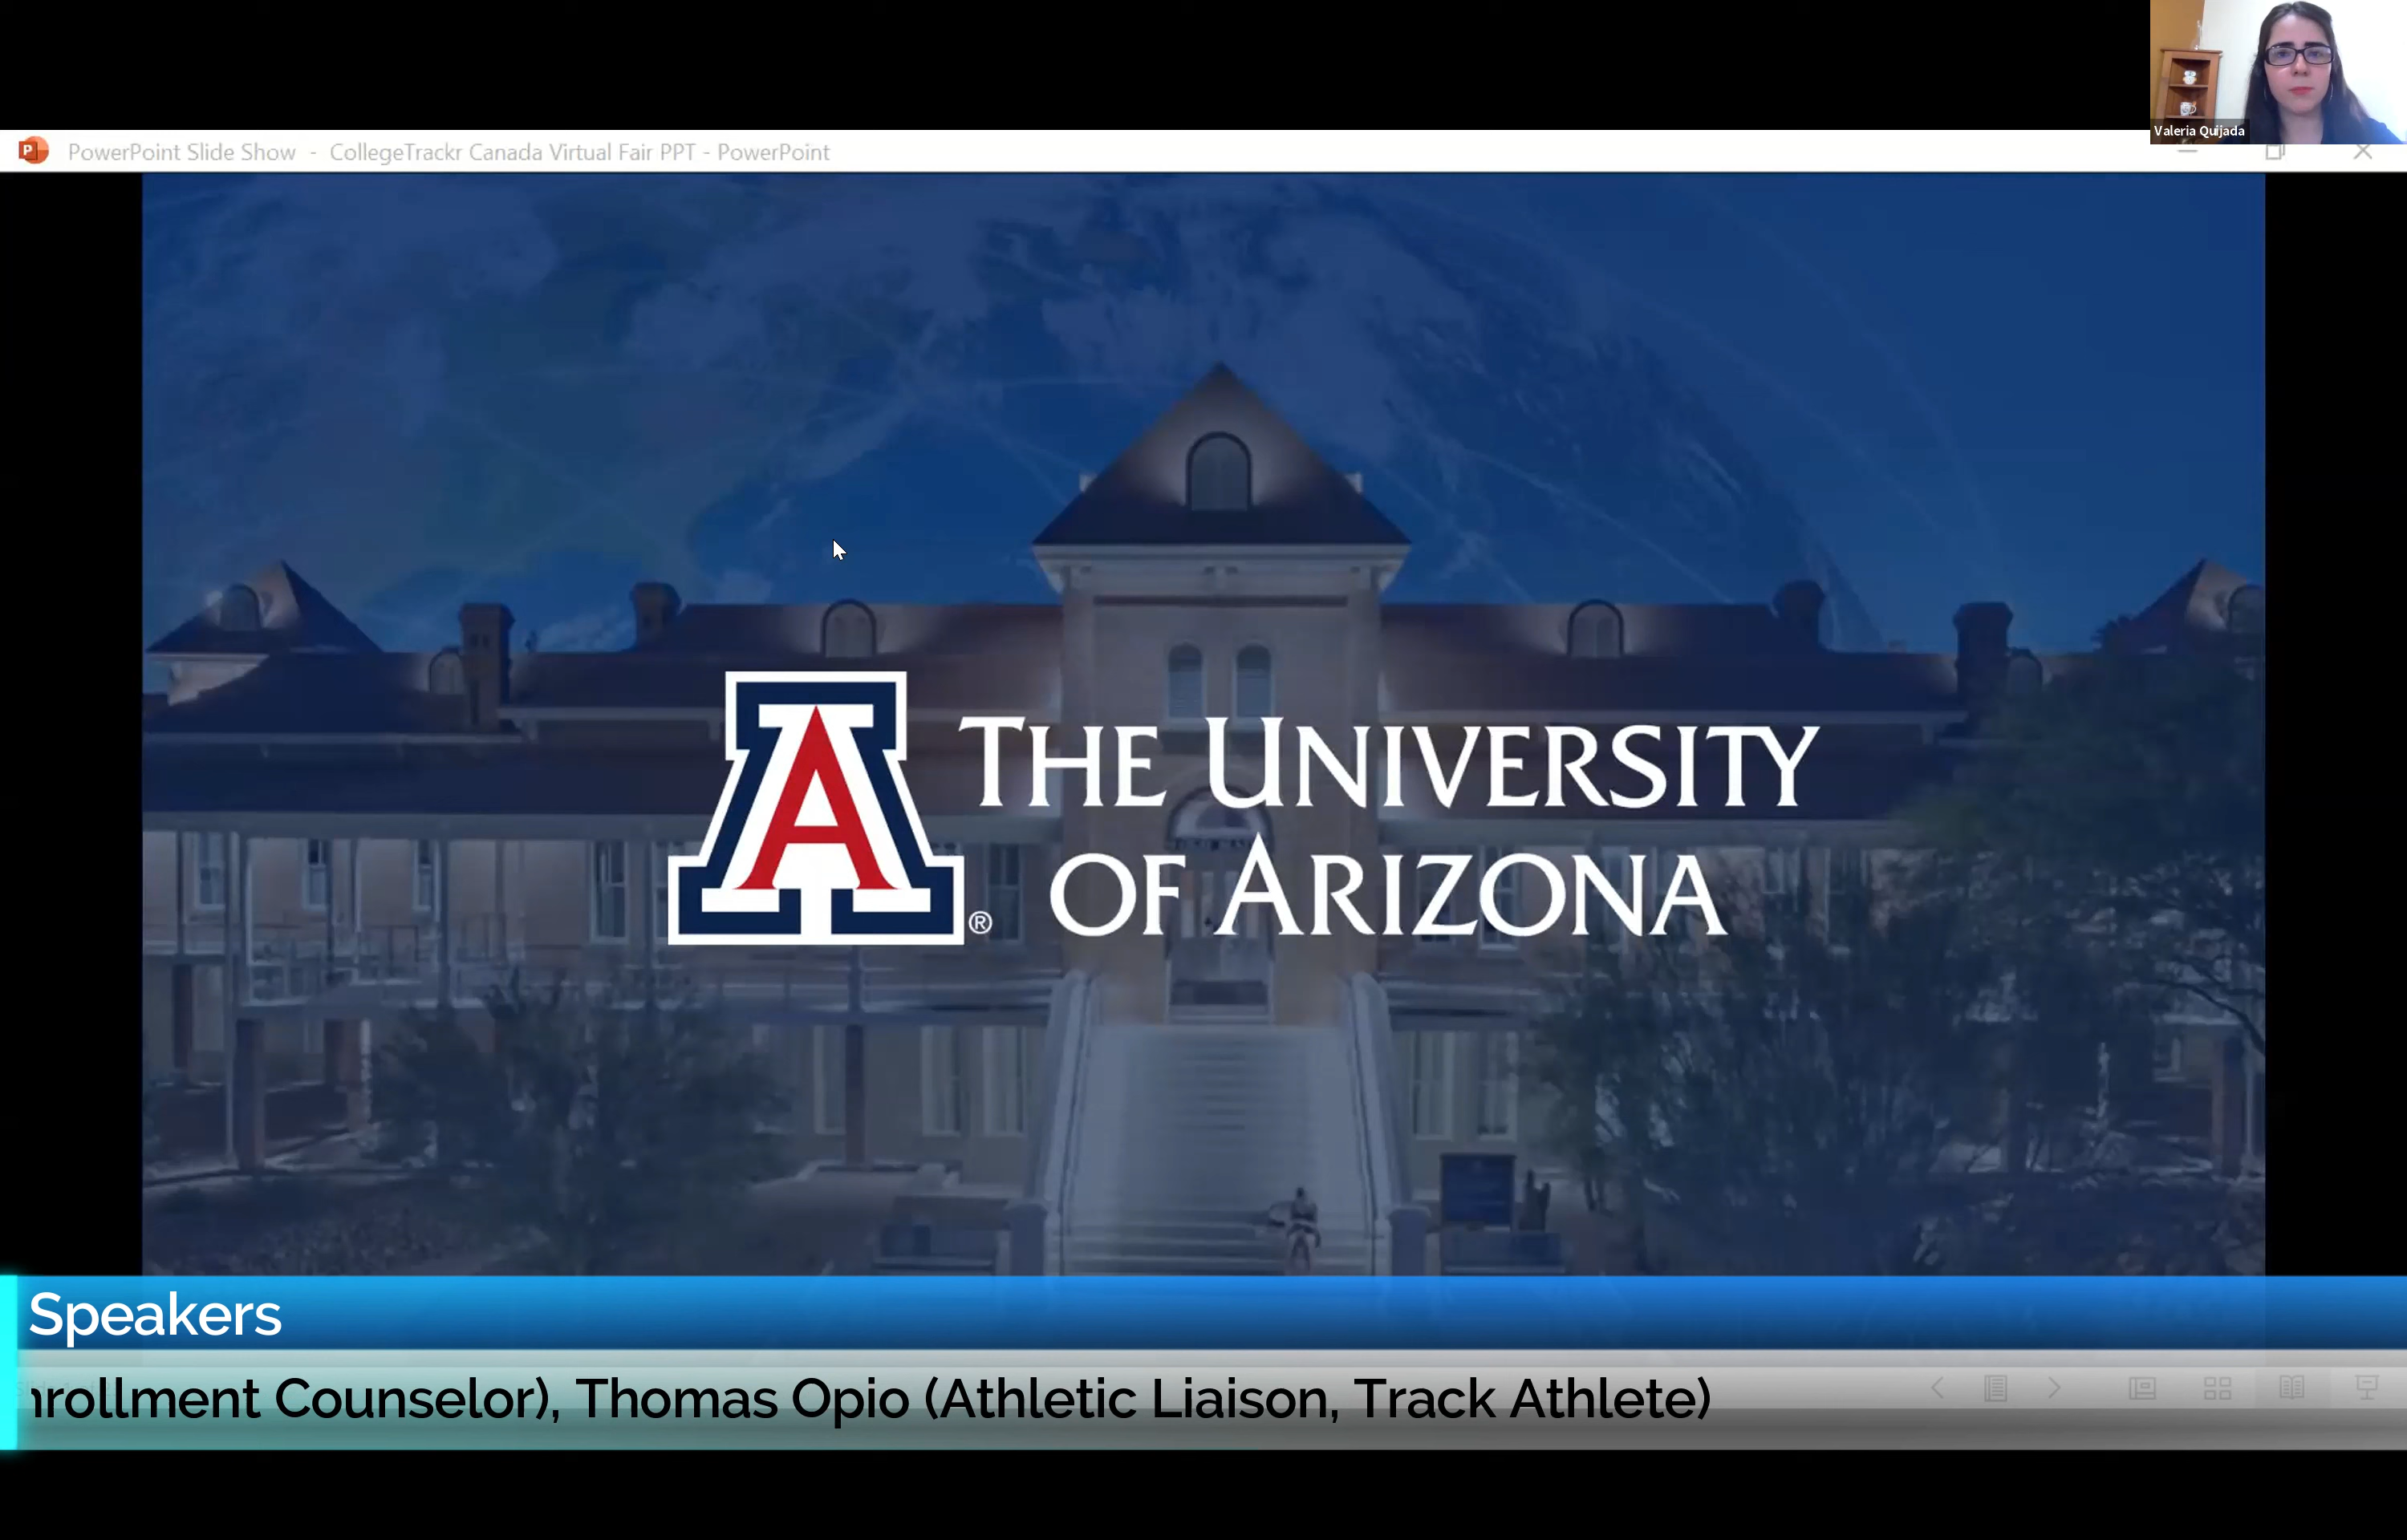 Valeria Quijada
PowerPoint Slide Show - CollegeTrackr Canada Virtual Fair PPT - PowerPoint
A
®
THE UNIVERSITY
OF ARIZONA
Speakers
nrollment Counselor), Thomas Opio (Athletic Liaison, Track Athlete)